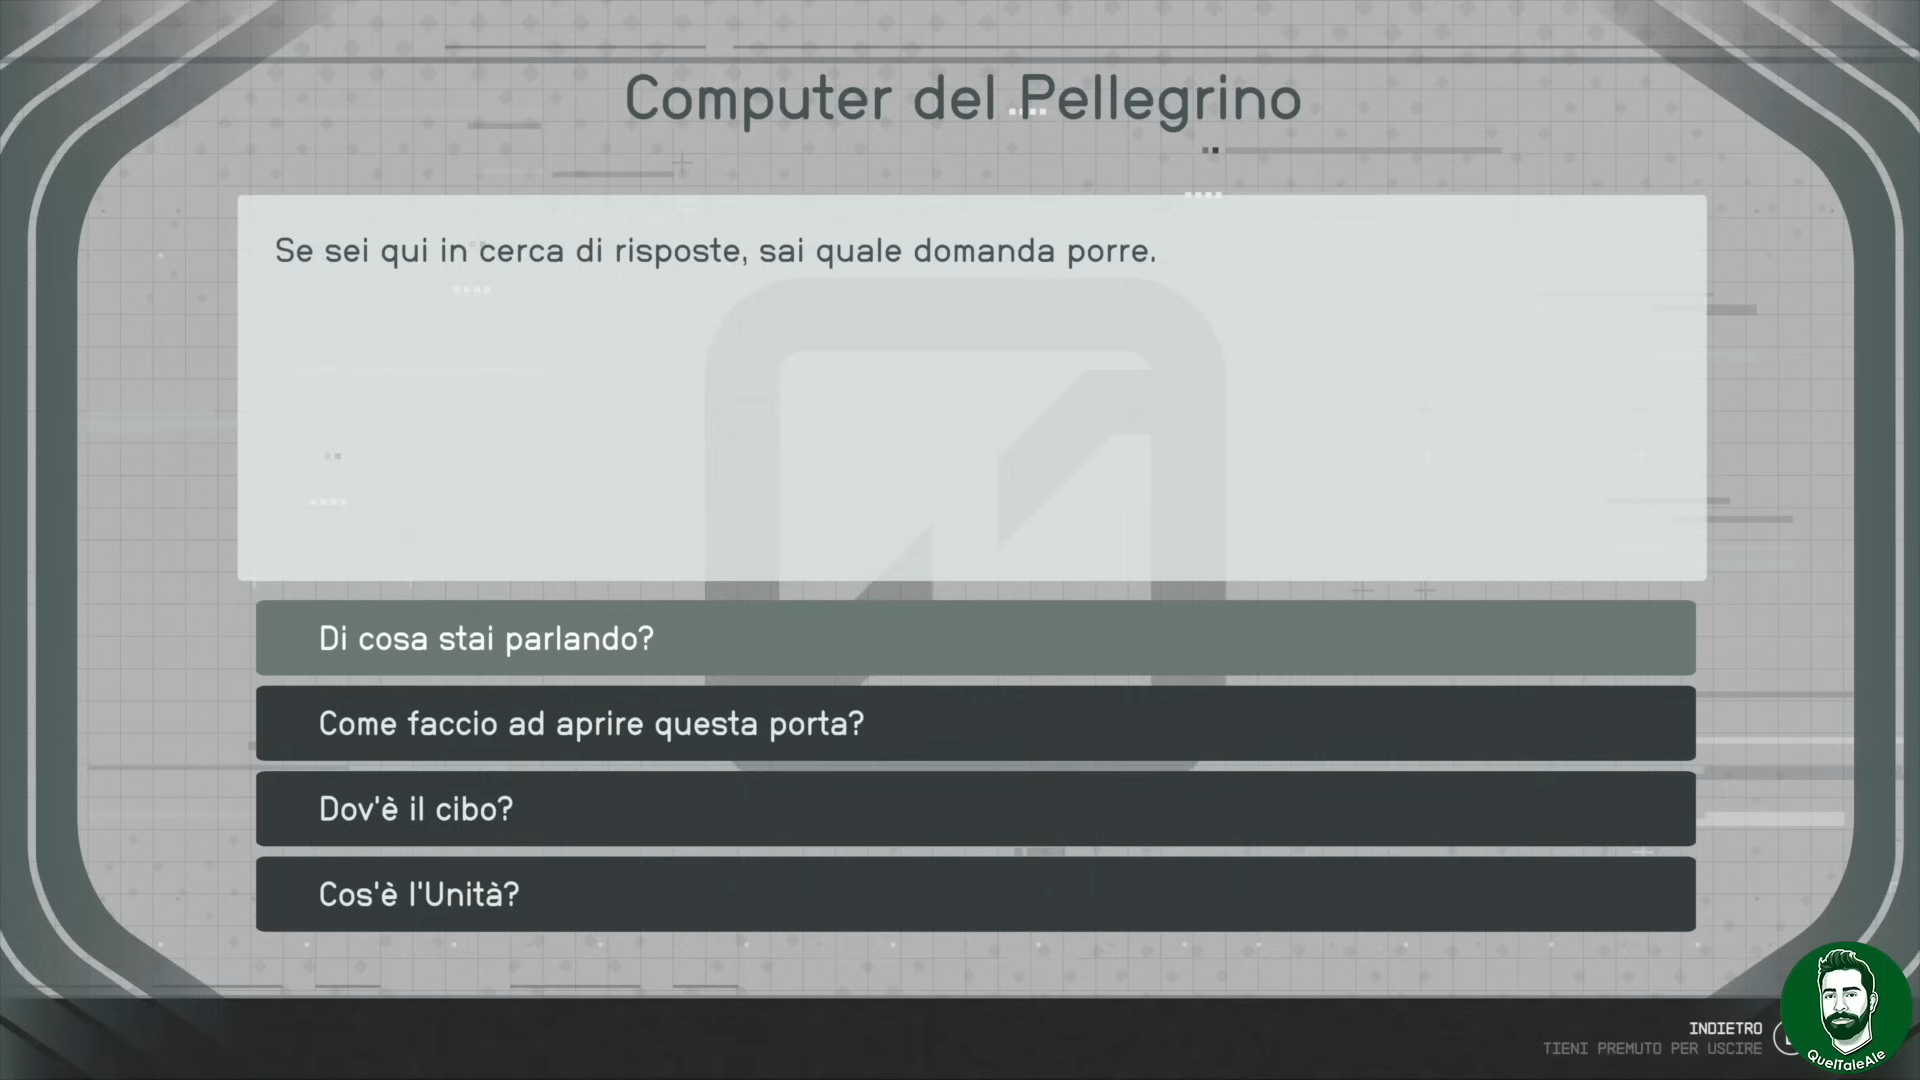 Computer del Pellegrino
Se sei qui in cerca di risposte, sai quale domanda porre.
Di cosa stai parlando?
Come faccio ad aprire questa porta?
Dov'è il cibo?
Cos'è l'Unità?
INDIETRO
TIENI PREMUTO PER USCIRE
QuelTaleAle